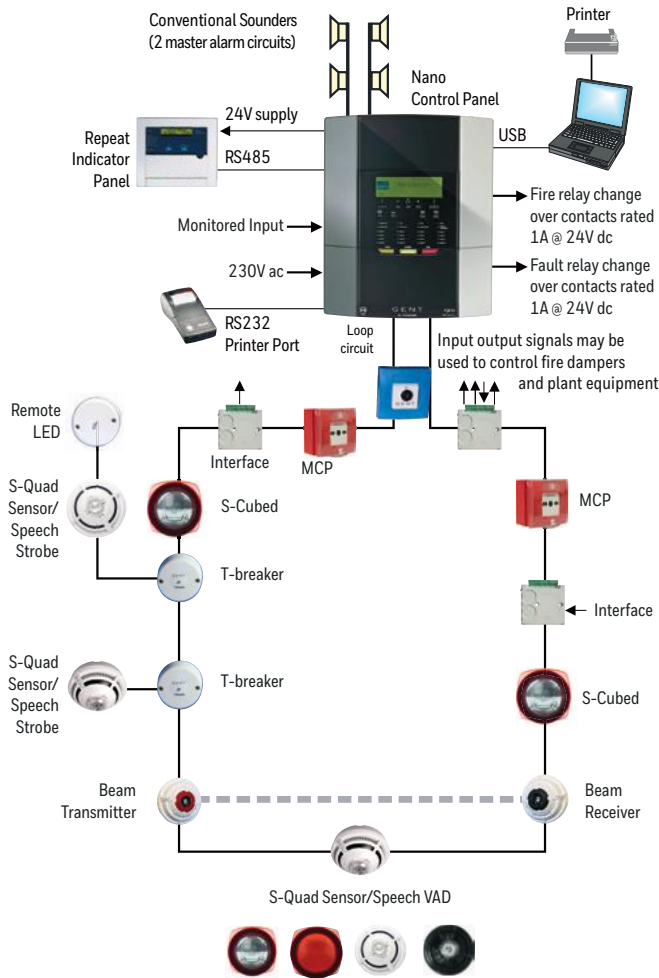 Conventional Sounders
(2 master alarm circuits)
Printer
Nano
Control Panel
24V supply
Repeat
Indicator
Panel
RS485
USB
Monitored Input
230V ac
Fire relay change
over contacts rated
1A @ 24V dc
Fault relay change
over contacts rated
1A @ 24V dc
GENT
RS232
Printer Port
Loop
circuit
Input output signals may be
used to control fire dampers
and plant equipment
Remote
LED
Interface
MCP
S-Quad
Sensor/
Speech
Strobe
S-Cubed
MCP
T-breaker
Interface
S-Quad
Sensor/
Speech
Strobe
T-breaker
S-Cubed
Beam
Transmitter
Beam
Receiver
S-Quad Sensor/Speech VAD